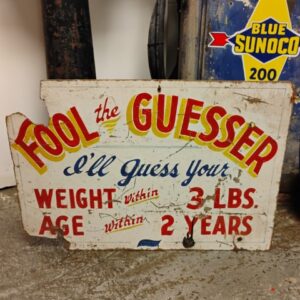 BLUE
SUNOCO
200
FOOL the GUESSER
I'll guess your
WEIGHT within 3 LBS.
AGE within 2 YEARS